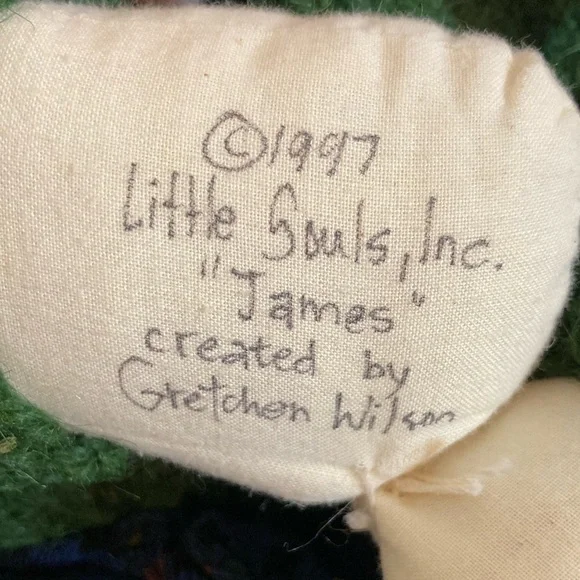 ©1997
Little Souls, Inc.
"James"
created by
Gretchen Wilson